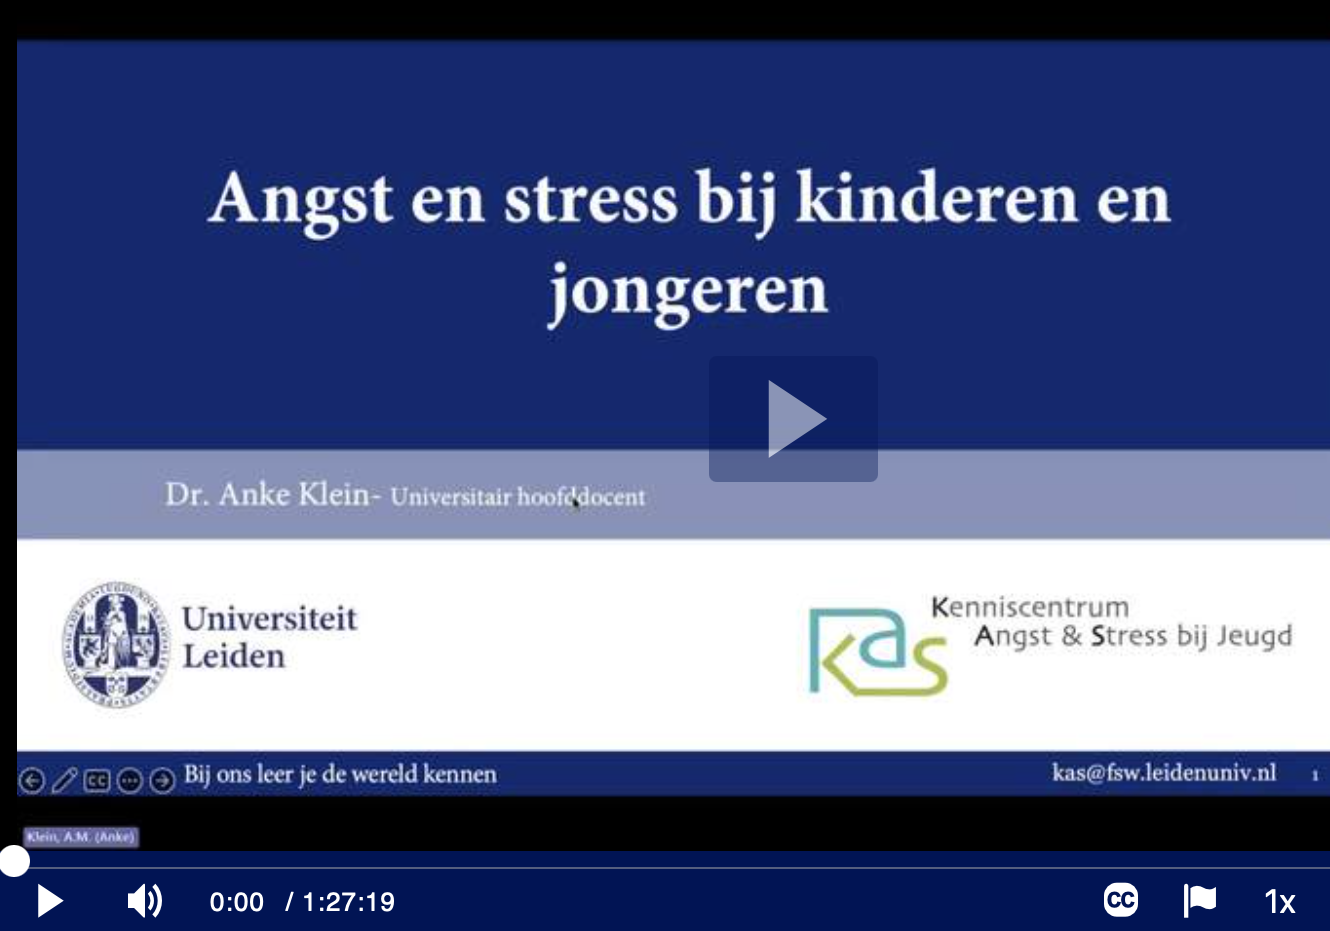 Angst en stress bij kinderen en
jongeren
Dr. Anke Klein- Universitair hoofddocent
Universiteit
Leiden
kas
Kenniscentrum
Angst & Stress bij Jeugd
CC
Bij ons leer je de wereld kennen
kas@fsw.leidenuniv.nl
1
Klein, A.M. (Anke)
0:00 / 1:27:19
CC
1x